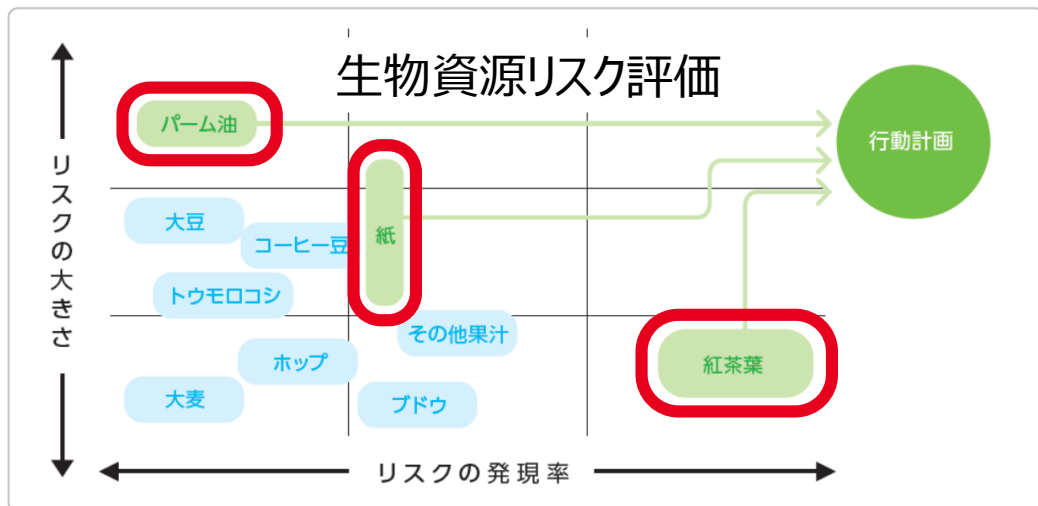 生物資源リスク評価
パーム油
行動計画
リスクの大きさ
大豆
コーヒー豆
紙
トウモロコシ
その他果汁
ホップ
紅茶葉
大麦
ブドウ
リスクの発現率